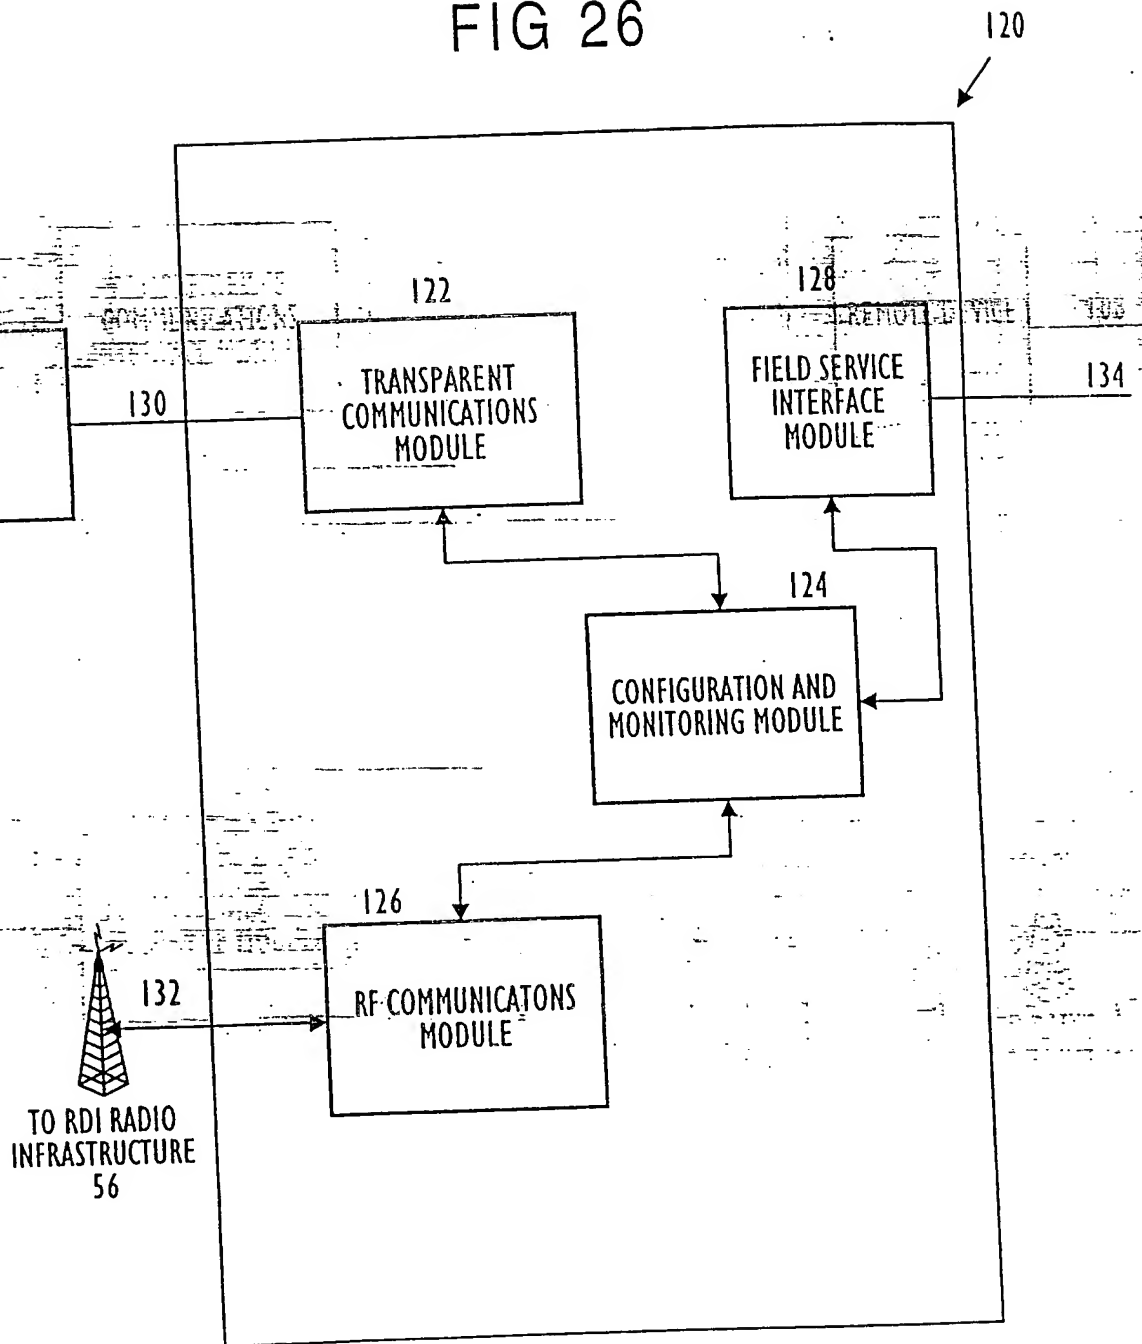 FIG 26
120
122
128
TRANSPARENT
COMMUNICATIONS
MODULE
FIELD SERVICE
INTERFACE
MODULE
130
134
124
CONFIGURATION AND
MONITORING MODULE
126
RF COMMUNICATONS
MODULE
132
TO RDI RADIO
INFRASTRUCTURE
56